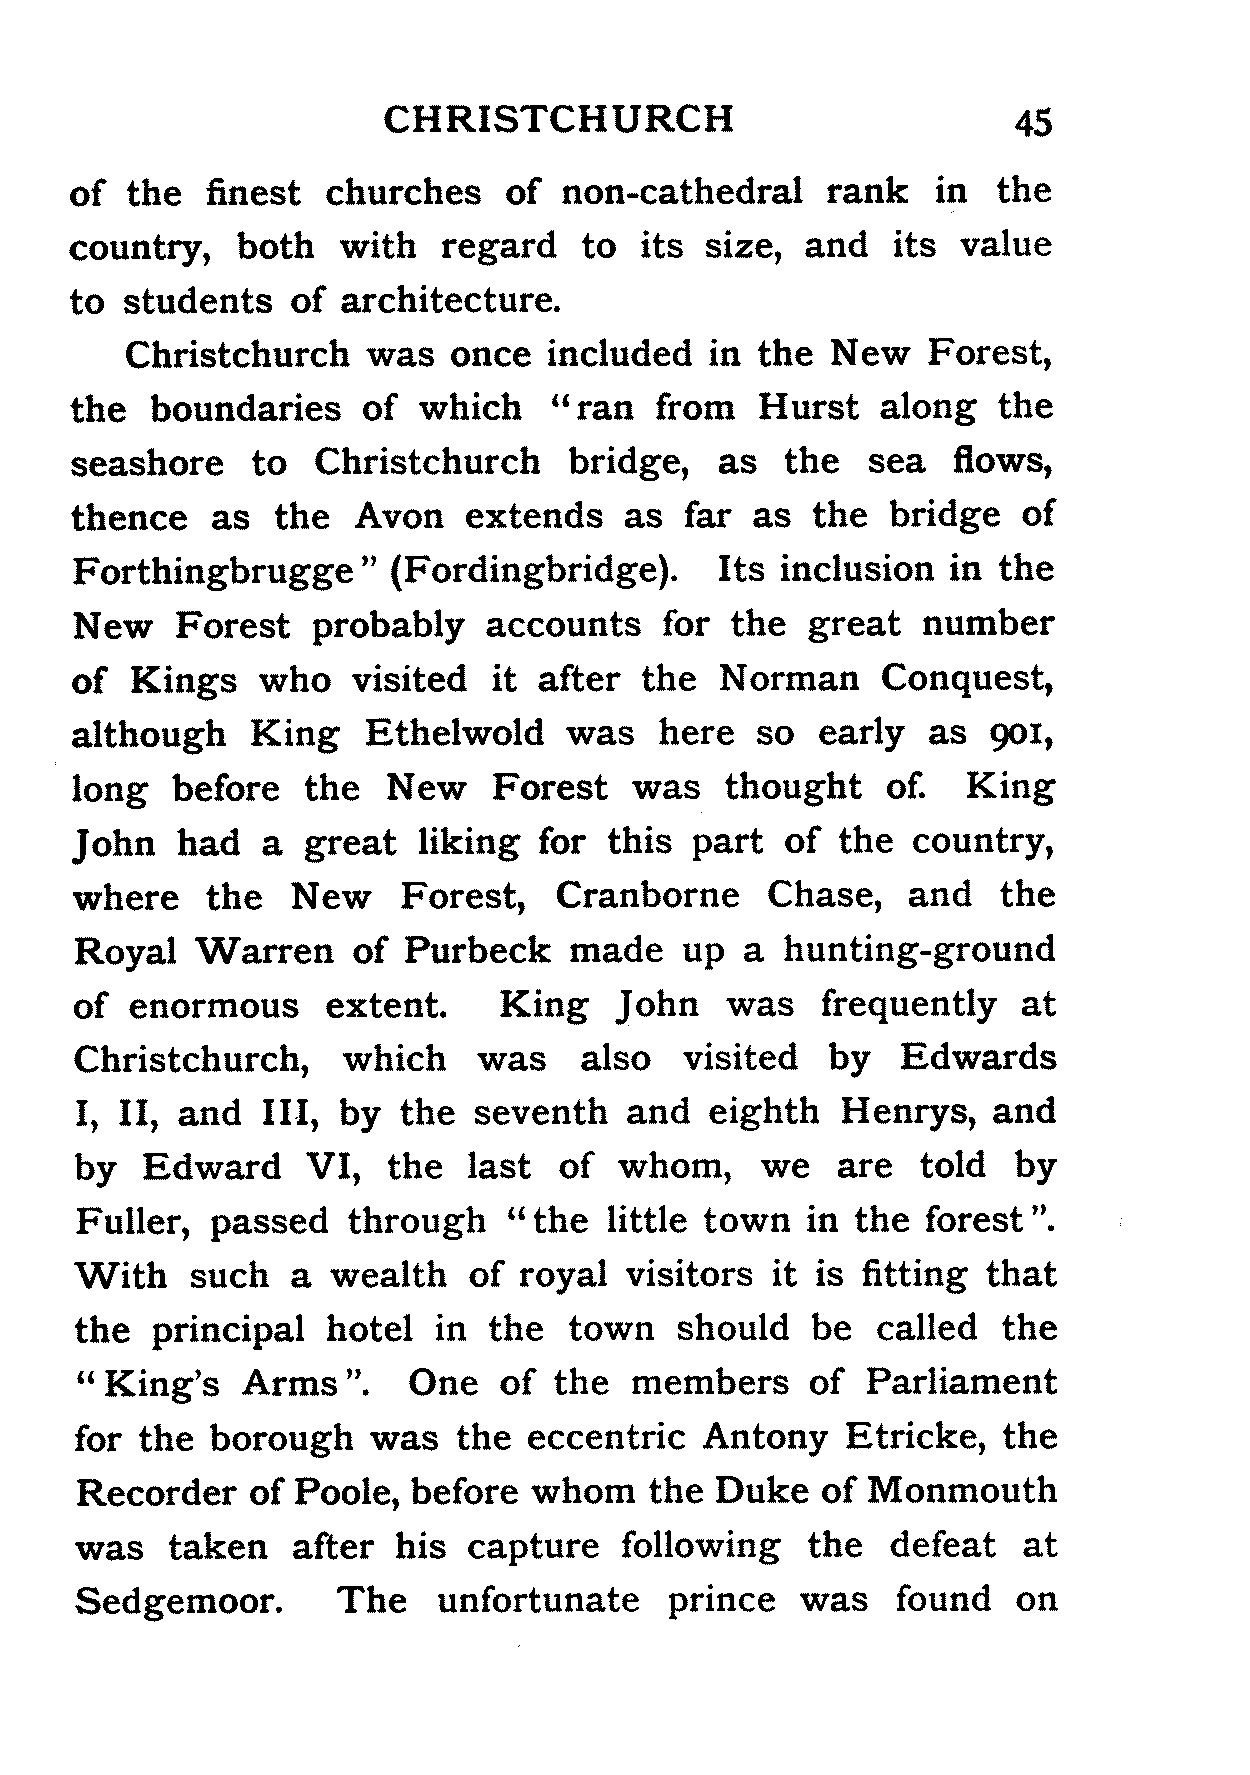 CHRISTCHURCH 45
of the finest churches of non-cathedral rank in the
country, both with regard to its size, and its value
to students of architecture.
Christchurch was once included in the New Forest,
the boundaries of which "ran from Hurst along the
seashore to Christchurch bridge, as the sea flows,
thence as the Avon extends as far as the bridge of
Forthingbrugge" (Fordingbridge). Its inclusion in the
New Forest probably accounts for the great number
of Kings who visited it after the Norman Conquest,
although King Ethelwold was here so early as 901,
long before the New Forest was thought of. King
John had a great liking for this part of the country,
where the New Forest, Cranborne Chase, and the
Royal Warren of Purbeck made up a hunting-ground
of enormous extent. King John was frequently at
Christchurch, which was also visited by Edwards
I, II, and III, by the seventh and eighth Henrys, and
by Edward VI, the last of whom, we are told by
Fuller, passed through "the little town in the forest".
With such a wealth of royal visitors it is fitting that
the principal hotel in the town should be called the
"King's Arms". One of the members of Parliament
for the borough was the eccentric Antony Etricke, the
Recorder of Poole, before whom the Duke of Monmouth
was taken after his capture following the defeat at
Sedgemoor. The unfortunate prince was found on